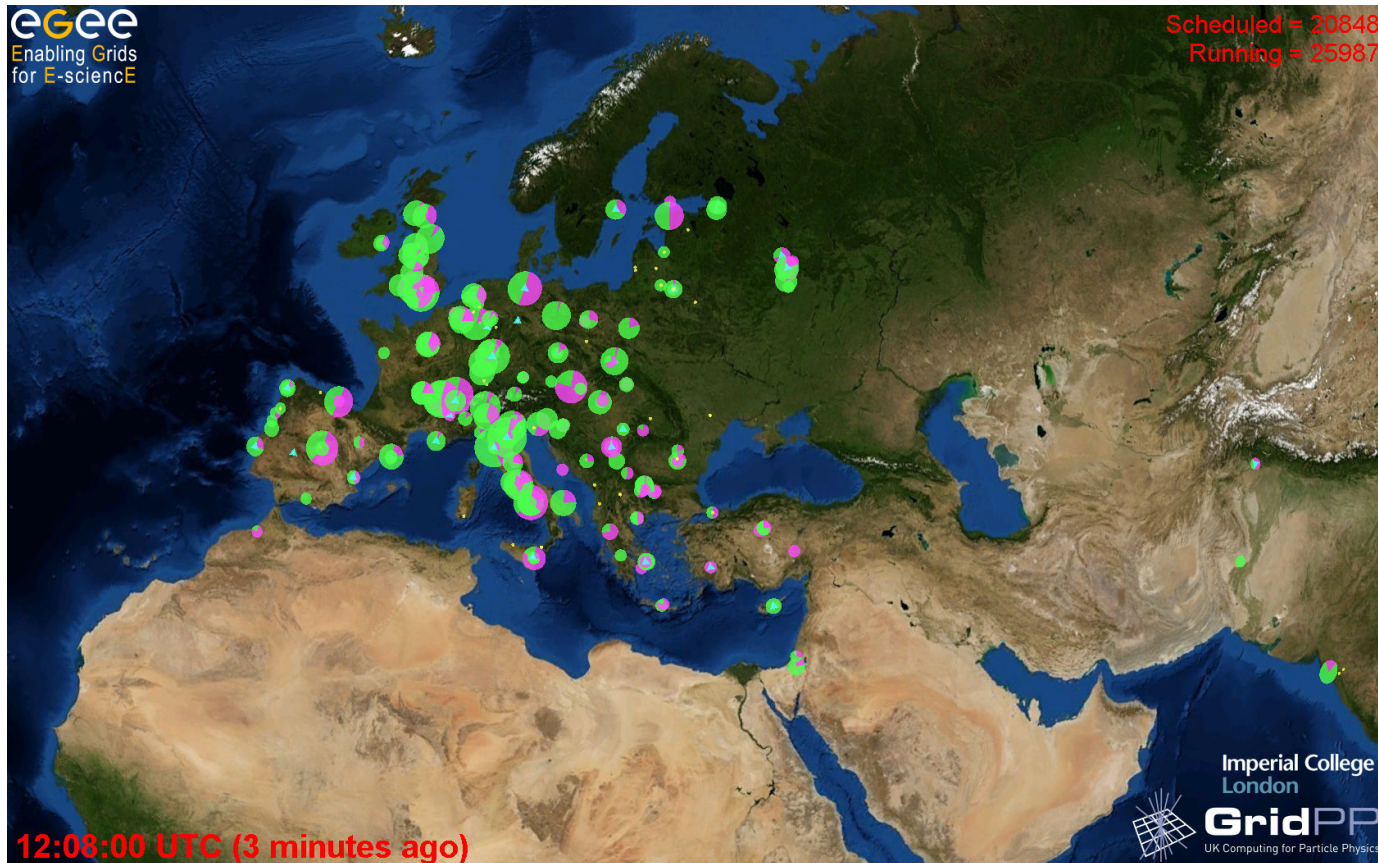 eGee
Enabling Grids
for E-sciencE
Scheduled = 20848
Running = 25987
Imperial College
London
GridPP
UK Computing for Particle Physics
12:08:00 UTC (3 minutes ago)